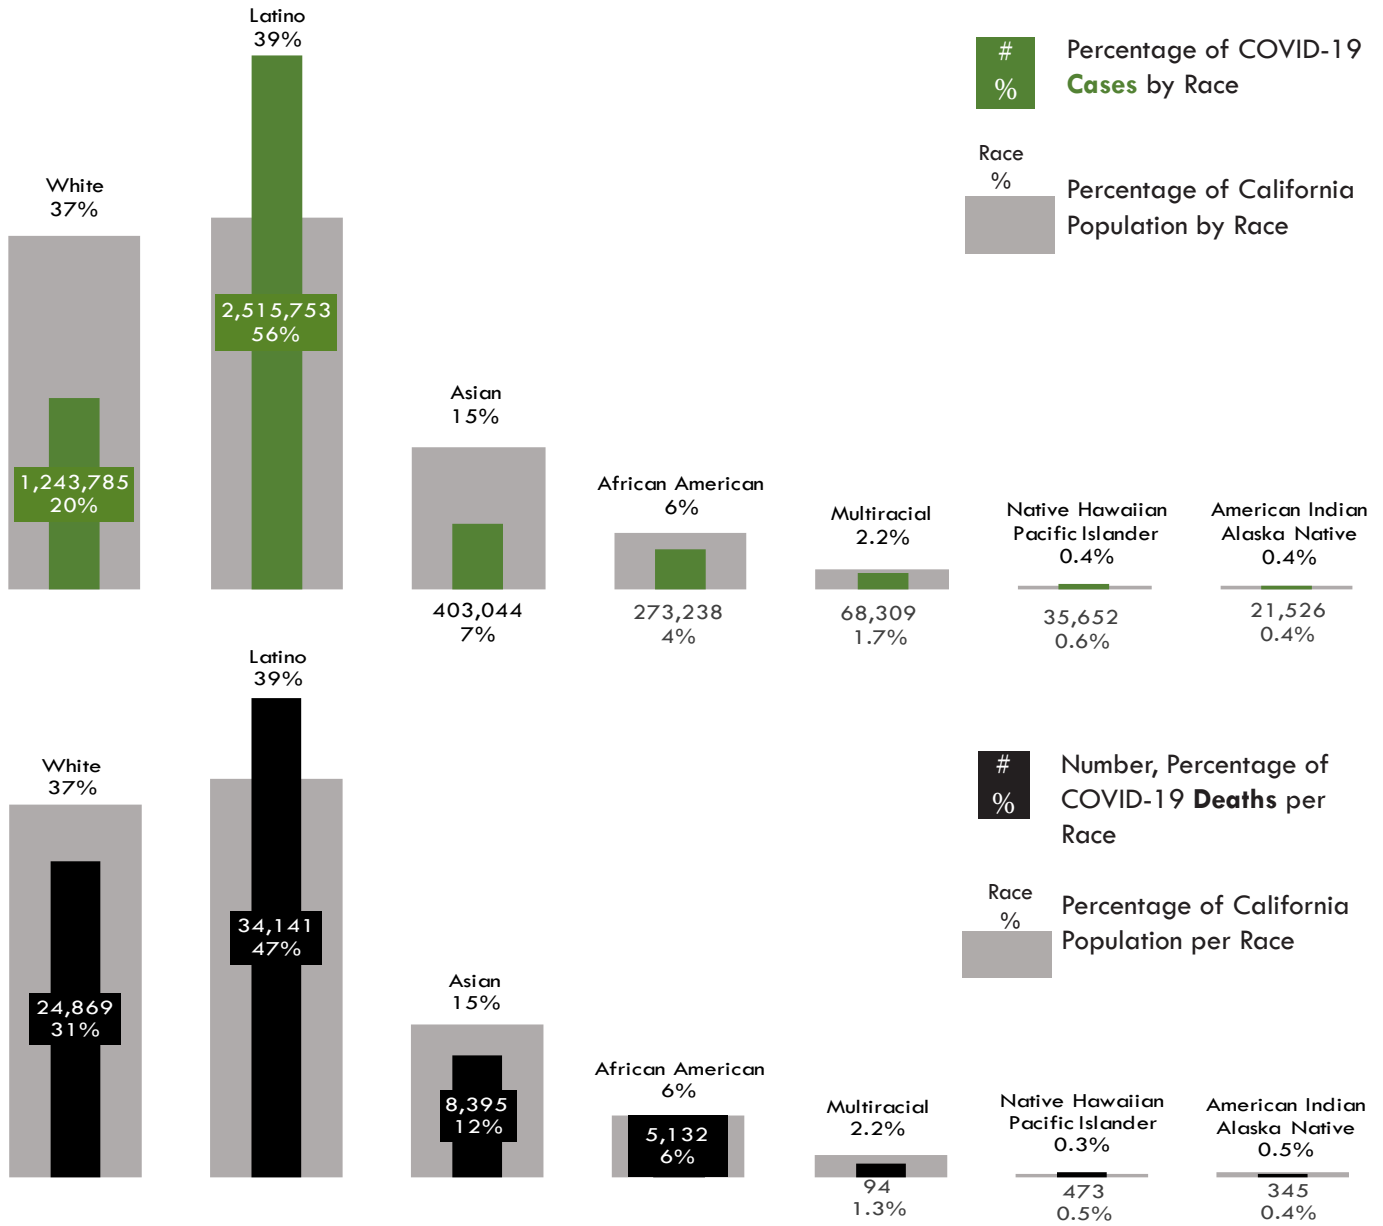 Latino
39%
#
%
Percentage of COVID-19
Cases by Race
Race
%
Percentage of California
Population by Race
White
37%
2,515,753
56%
1,243,785
20%
Asian
15%
403,044
7%
African American
6%
273,238
4%
Multiracial
2.2%
68,309
1.7%
Native Hawaiian
Pacific Islander
0.4%
35,652
0.6%
American Indian
Alaska Native
0.4%
21,526
0.4%
Latino
39%
#
%
Number, Percentage of
COVID-19 Deaths per
Race
Race
%
Percentage of California
Population per Race
White
37%
34,141
47%
24,869
31%
Asian
15%
8,395
12%
African American
6%
5,132
6%
Multiracial
2.2%
94
1.3%
Native Hawaiian
Pacific Islander
0.3%
473
0.5%
American Indian
Alaska Native
0.5%
345
0.4%